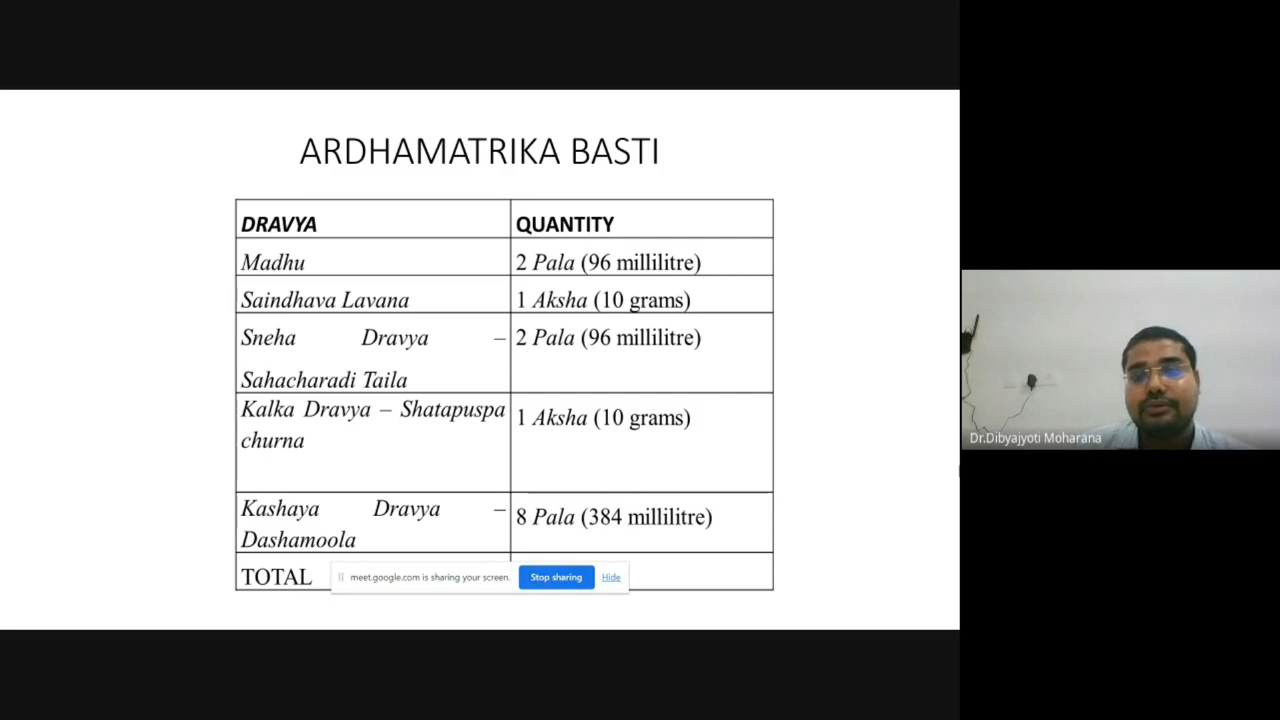 ARDHAMATRIKA BASTI
DRAVYA QUANTITY
Madhu 2 Pala (96 millilitre)
Saindhava Lavana 1 Aksha (10 grams)
Sneha Dravya – 2 Pala (96 millilitre)
Sahacharadi Taila
Kalka Dravya – Shatapuspa 1 Aksha (10 grams)
churna
Kashaya Dravya – 8 Pala (384 millilitre)
Dashamoola
TOTAL
meet.google.com is sharing your screen. Stop sharing Hide
Dr.Dibyajyoti Moharana